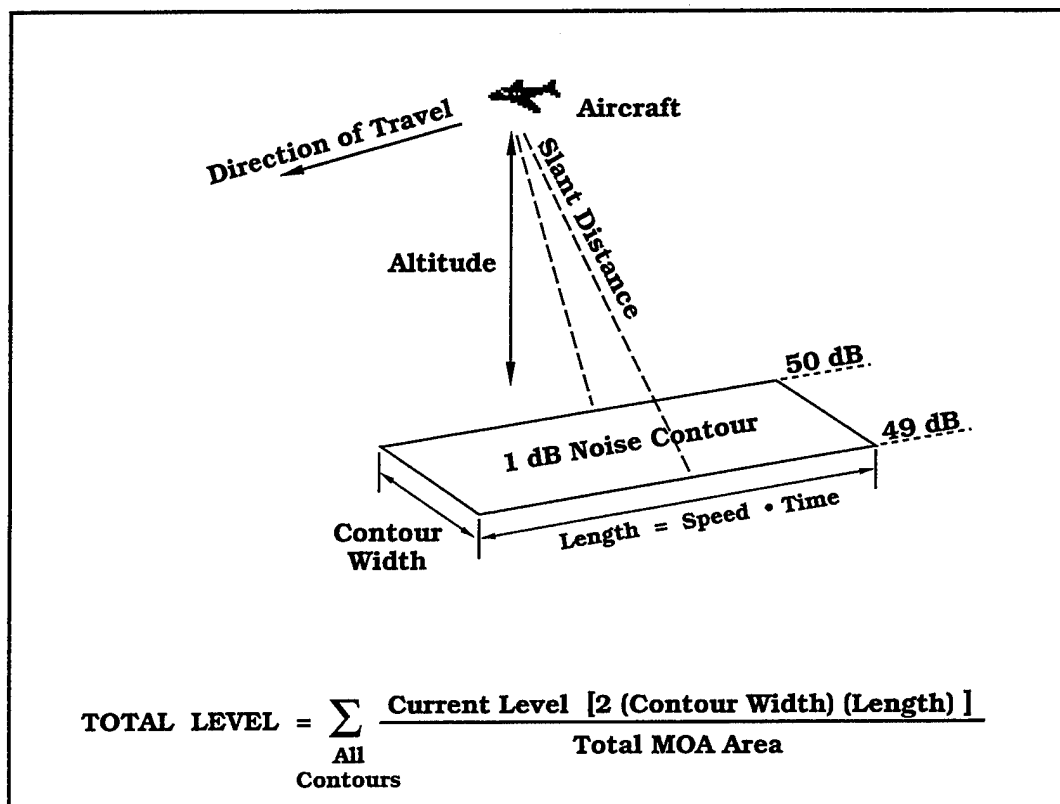 Aircraft
Direction of Travel
Slant Distance
Altitude
50 dB
49 dB
1 dB Noise Contour
Contour
Width
Length = Speed • Time
TOTAL LEVEL = ∑ Current Level [2 (Contour Width) (Length) ]
All
Contours
Total MOA Area